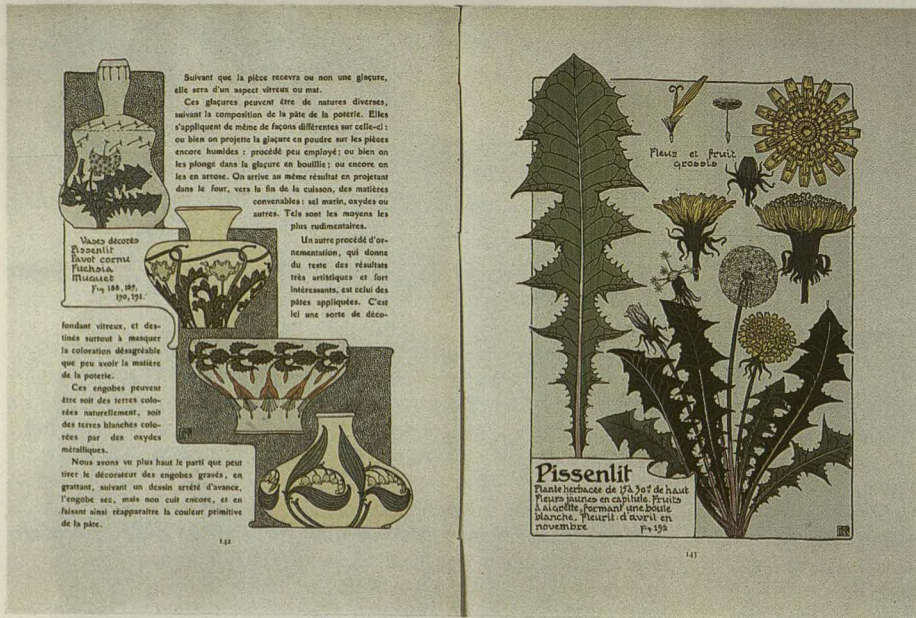 Suivant que la pièce recevra ou non une glaçure,
elle sera d'un aspect vitreux ou mat.
Ces glaçures peuvent être de natures diverses,
suivant la composition de la pâte de la poterie. Elles
s'appliquent de même de façons différentes sur celle-ci :
ou bien on projette la glaçure en poudre sur les pièces
encore humides : procédé peu employé ; ou bien on
les plonge dans la glaçure en bouillie ; ou encore on
les en arrose. On arrive au même résultat en projetant
dans le four, vers la fin de la cuisson, des matières
convenables : sel marin, oxydes ou
autres. Tels sont les moyens les
plus rudimentaires.
Un autre procédé d'or-
nementation, qui donne
du reste des résultats
très artistiques et fort
intéressants, est celui des
pâtes appliquées. C'est
ici une sorte de déco-
Vases décorés
Pissenlit
Pavot cornu
Fuchsia
Muguet
Fig. 188, 189,
190, 191.
fondant vitreux, et des-
tinés surtout à masquer
la coloration désagréable
que peu avoir la matière
de la poterie.
Ces engobes peuvent
être soit des terres colo-
rées naturellement, soit
des terres blanches colo-
rées par des oxydes
métalliques.
Nous avons vu plus haut le parti que peut
tirer le décorateur des engobes gravés, en
grattant, suivant un dessin arrêté d'avance,
l'engobe sec, mais non cuit encore, et en
faisant ainsi réapparaître la couleur primitive
de la pâte.
142
Fleur et fruit
grossis
Pissenlit
Plante herbacée de 15 à 30c de haut
Fleurs jaunes en capitule. Fruits
à aigrette, formant une boule
blanche. Fleurit : d'avril en
novembre Fig. 192
143